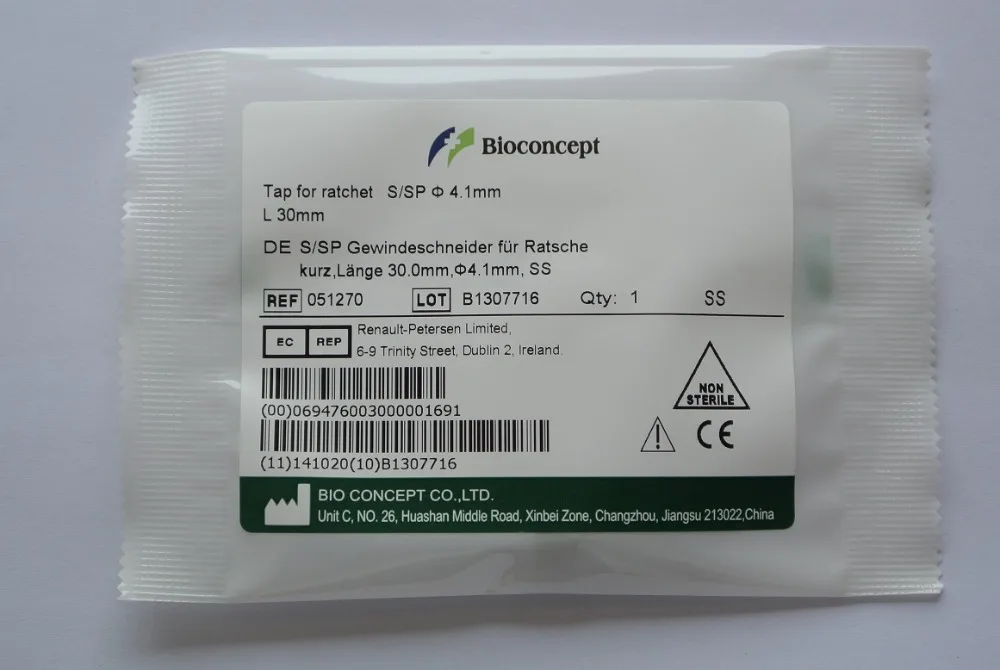 Bioconcept
Tap for ratchet S/SP Φ 4.1mm
L 30mm
DE S/SP Gewindeschneider für Ratsche
kurz,Länge 30.0mm,Φ4.1mm, SS
REF 051270 LOT B1307716 Qty: 1 SS
EC REP Renault-Petersen Limited,
6-9 Trinity Street, Dublin 2, Ireland.
(00)069476003000001691
NON
STERILE
(11)141020(10)B1307716
CE
BIO CONCEPT CO.,LTD.
Unit C, NO. 26, Huashan Middle Road, Xinbei Zone, Changzhou, Jiangsu 213022,China